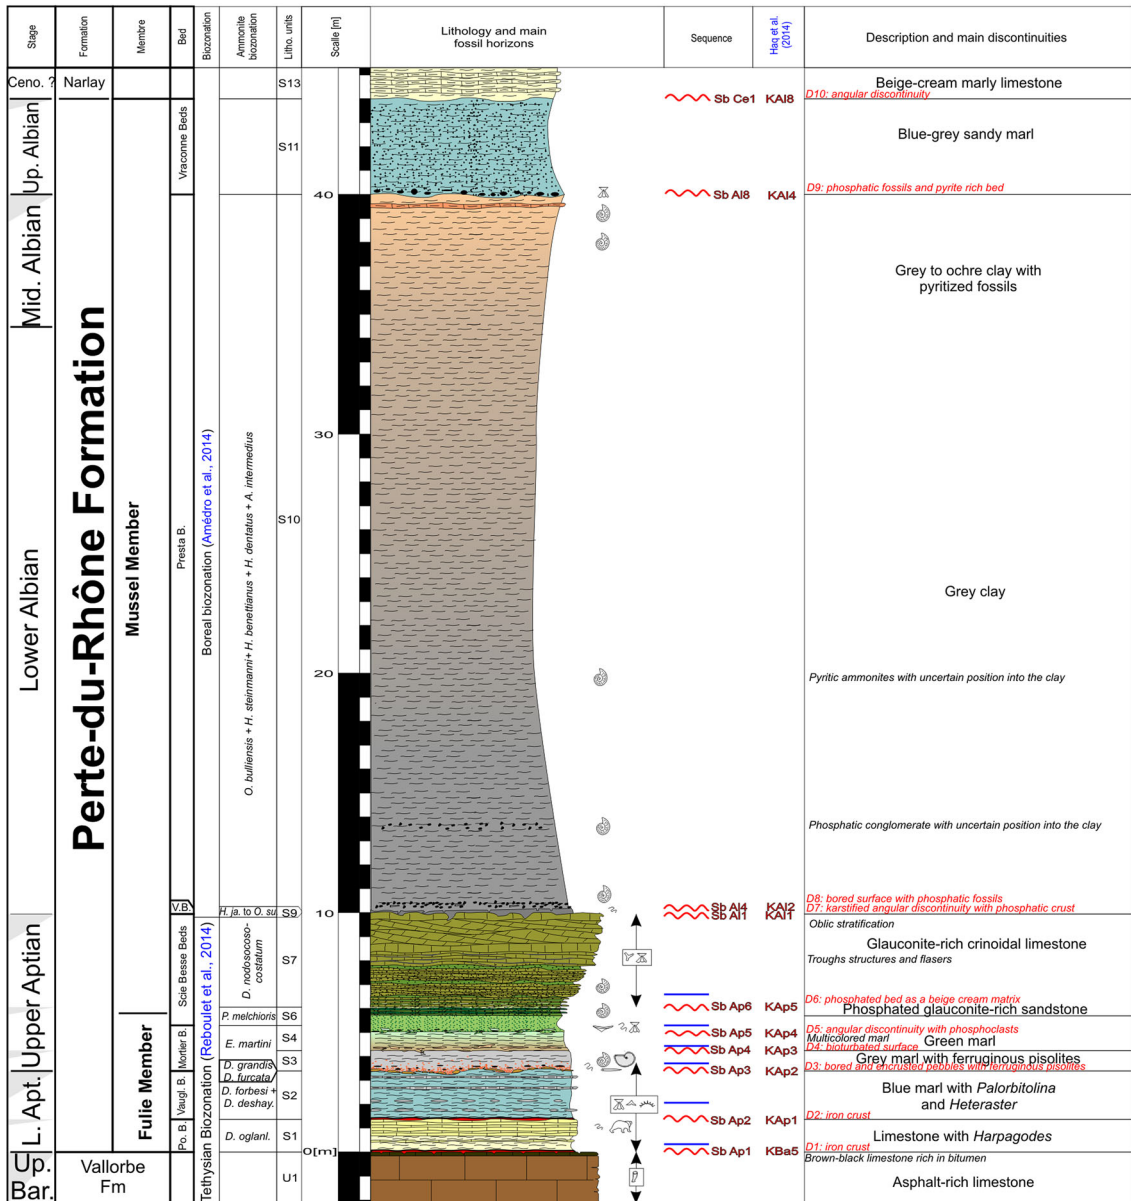 Stage
Formation
Membre
Bed
Biozonation
Ammonite
biozonation
Litho. units
Scalle [m]
Lithology and main
fossil horizons
Sequence
Haq et al.
(2014)
Description and main discontinuities
Ceno. ?
Narlay
S13
Beige-cream marly limestone
Sb Ce1
KAl8
D10: angular discontinuity
Up. Albian
Vraconne Beds
S11
Blue-grey sandy marl
40
Sb Al8
KAl4
D9: phosphatic fossils and pyrite rich bed
Mid. Albian
Grey to ochre clay with
pyritized fossils
Perte-du-Rhône Formation
Mussel Member
Lower Albian
Presta B.
Boreal biozonation (Amédro et al., 2014)
O. bulliensis + H. steinmanni+ H. benettianus + H. dentatus + A. intermedius
S10
30
Grey clay
20
Pyritic ammonites with uncertain position into the clay
Phosphatic conglomerate with uncertain position into the clay
V.B.
H. ja. to O. su
S9
10
Sb Al4
KAl2
D8: bored surface with phosphatic fossils
Sb Al1
KAl1
D7: karstified angular discontinuity with phosphatic crust
Oblic stratification
Upper Aptian
Scie Besse Beds
D. nodosocoso-
costatum
S7
Glauconite-rich crinoidal limestone
Troughs structures and flasers
D6: phosphated bed as a beige cream matrix
P. melchioris
S6
Sb Ap6
KAp5
Phosphated glauconite-rich sandstone
Fulie Member
Mortier B.
E. martini
S4
Sb Ap5
KAp4
D5: angular discontinuity with phosphoclasts
Multicolored marl
Green marl
Sb Ap4
KAp3
D4: bioturbated surface
S3
Grey marl with ferruginous pisolites
D. grandis
Sb Ap3
KAp2
D3: bored and encrusted pebbles with ferruginous pisolites
L. Apt.
Vaugl. B.
D. furcata
D. forbesi +
D. deshay.
S2
Blue marl with Palorbitolina
and Heteraster
Sb Ap2
KAp1
D2: iron crust
Po. B.
D. oglanl.
S1
Limestone with Harpagodes
0[m]
Sb Ap1
KBa5
D1: iron crust
Tethysian Biozonation (Reboulet et al., 2014)
Up.
Bar.
Vallorbe
Fm
U1
Brown-black limestone rich in bitumen
Asphalt-rich limestone